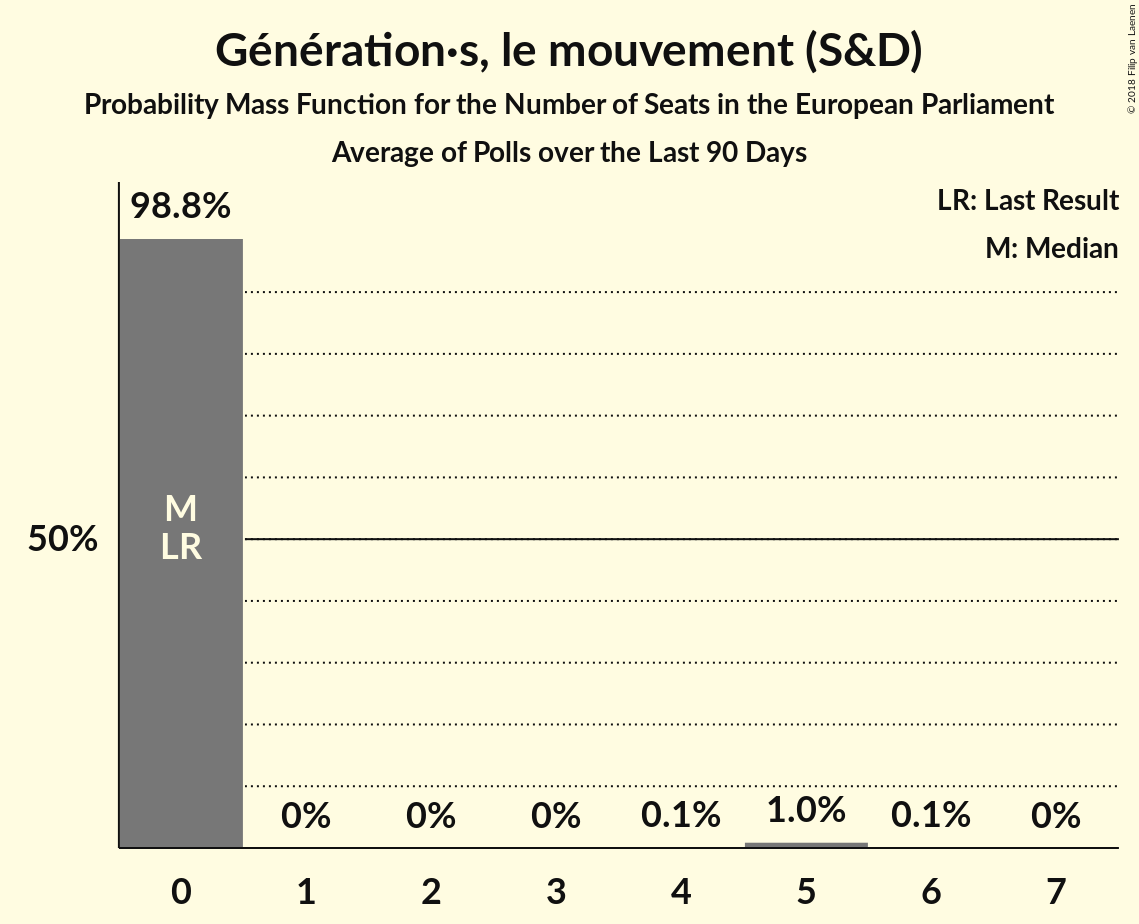 Génération·s, le mouvement (S&D)
Probability Mass Function for the Number of Seats in the European Parliament
Average of Polls over the Last 90 Days
© 2018 Filip van Laenen
LR: Last Result
M: Median
98.8%
M
LR
50%
0% 0% 0% 0.1% 1.0% 0.1% 0%
0 1 2 3 4 5 6 7